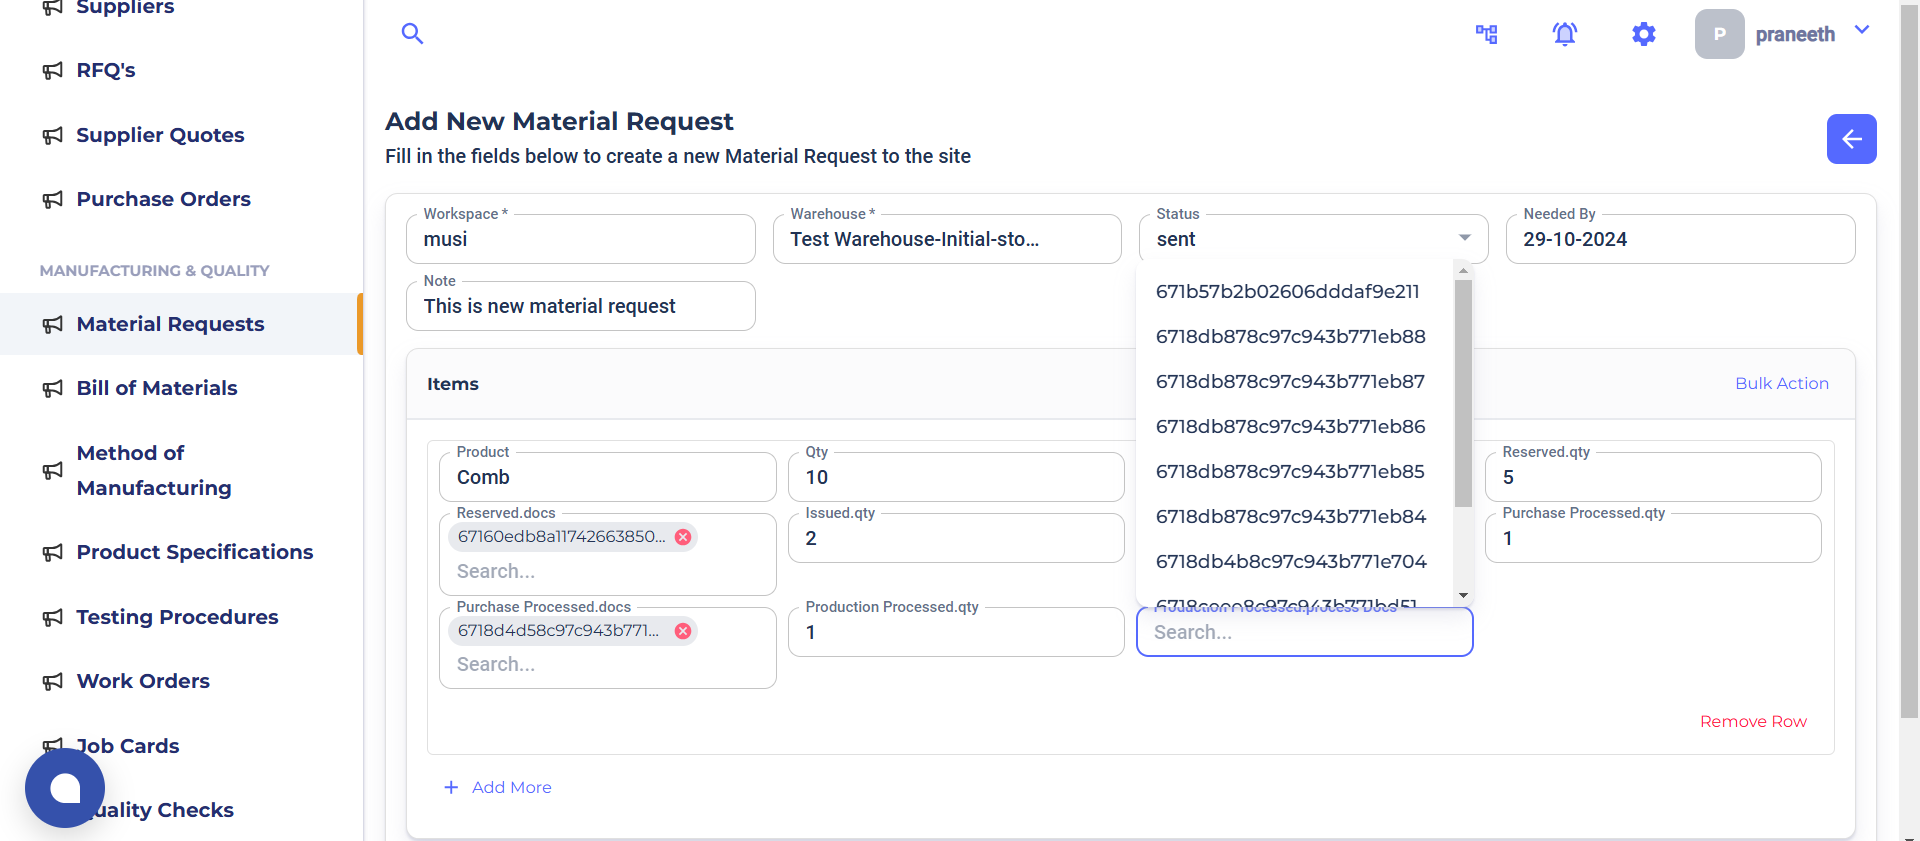 Suppliers
RFQ's
Supplier Quotes
Purchase Orders
MANUFACTURING & QUALITY
Material Requests
Bill of Materials
Method of
Manufacturing
Product Specifications
Testing Procedures
Work Orders
Job Cards
Quality Checks
P praneeth
Add New Material Request
Fill in the fields below to create a new Material Request to the site
Workspace *
musi
Warehouse *
Test Warehouse-Initial-sto...
Status
sent
Needed By
29-10-2024
Note
This is new material request
671b57b2b02606dddaf9e211
6718db878c97c943b771eb88
6718db878c97c943b771eb87
6718db878c97c943b771eb86
6718db878c97c943b771eb85
6718db878c97c943b771eb84
6718db4b8c97c943b771e704
Items
Bulk Action
Product
Comb
Qty
10
Reserved.qty
5
Reserved.docs
67160edb8a11742663850...
Search...
Issued.qty
2
Purchase Processed.qty
1
Purchase Processed.docs
6718d4d58c97c943b771...
Search...
Production Processed.qty
1
Production Processed.process Docs
Search...
Remove Row
+ Add More